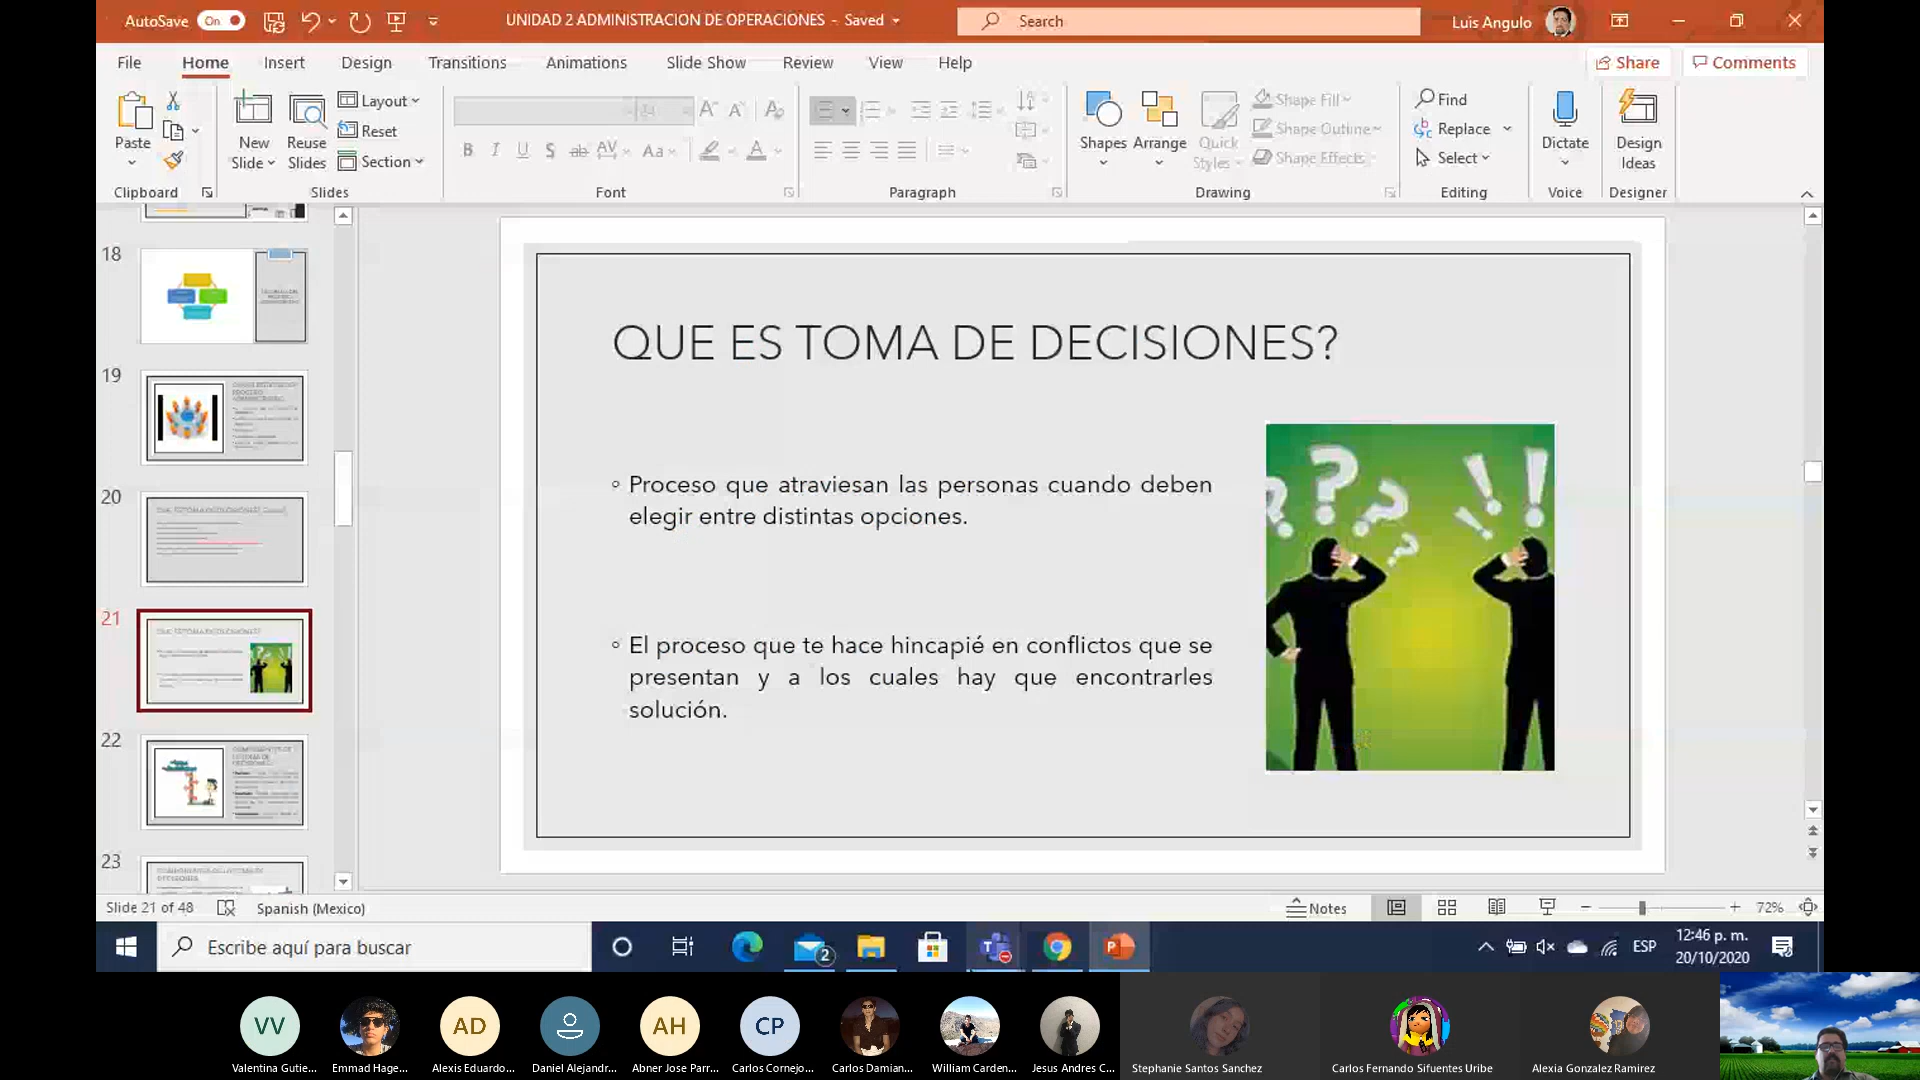 AutoSave On UNIDAD 2 ADMINISTRACION DE OPERACIONES - Saved Search Luis Angulo
File Home Insert Design Transitions Animations Slide Show Review View Help Share Comments
Paste
New Slide
Reuse Slides
Layout
Reset
Section
24
B I U S ab AV Aa A
Shapes
Arrange
Quick Styles
Shape Fill
Shape Outline
Shape Effects
Find
Replace
Select
Dictate
Design Ideas
Clipboard Slides Font Paragraph Drawing Editing Voice Designer
18
19
20
21
22
23
QUE ES TOMA DE DECISIONES?
◦ Proceso que atraviesan las personas cuando deben
elegir entre distintas opciones.
◦ El proceso que te hace hincapié en conflictos que se
presentan y a los cuales hay que encontrarles
solución.
Slide 21 of 48 Spanish (Mexico) Notes 72%
Escribe aquí para buscar 2 ESP 12:46 p. m.
20/10/2020
VV AD AH CP
Valentina Gutie... Emmad Hage... Alexis Eduardo... Daniel Alejandr... Abner Jose Parr... Carlos Cornejo... Carlos Damian... William Carden... Jesus Andres C... Stephanie Santos Sanchez Carlos Fernando Sifuentes Uribe Alexia Gonzalez Ramirez